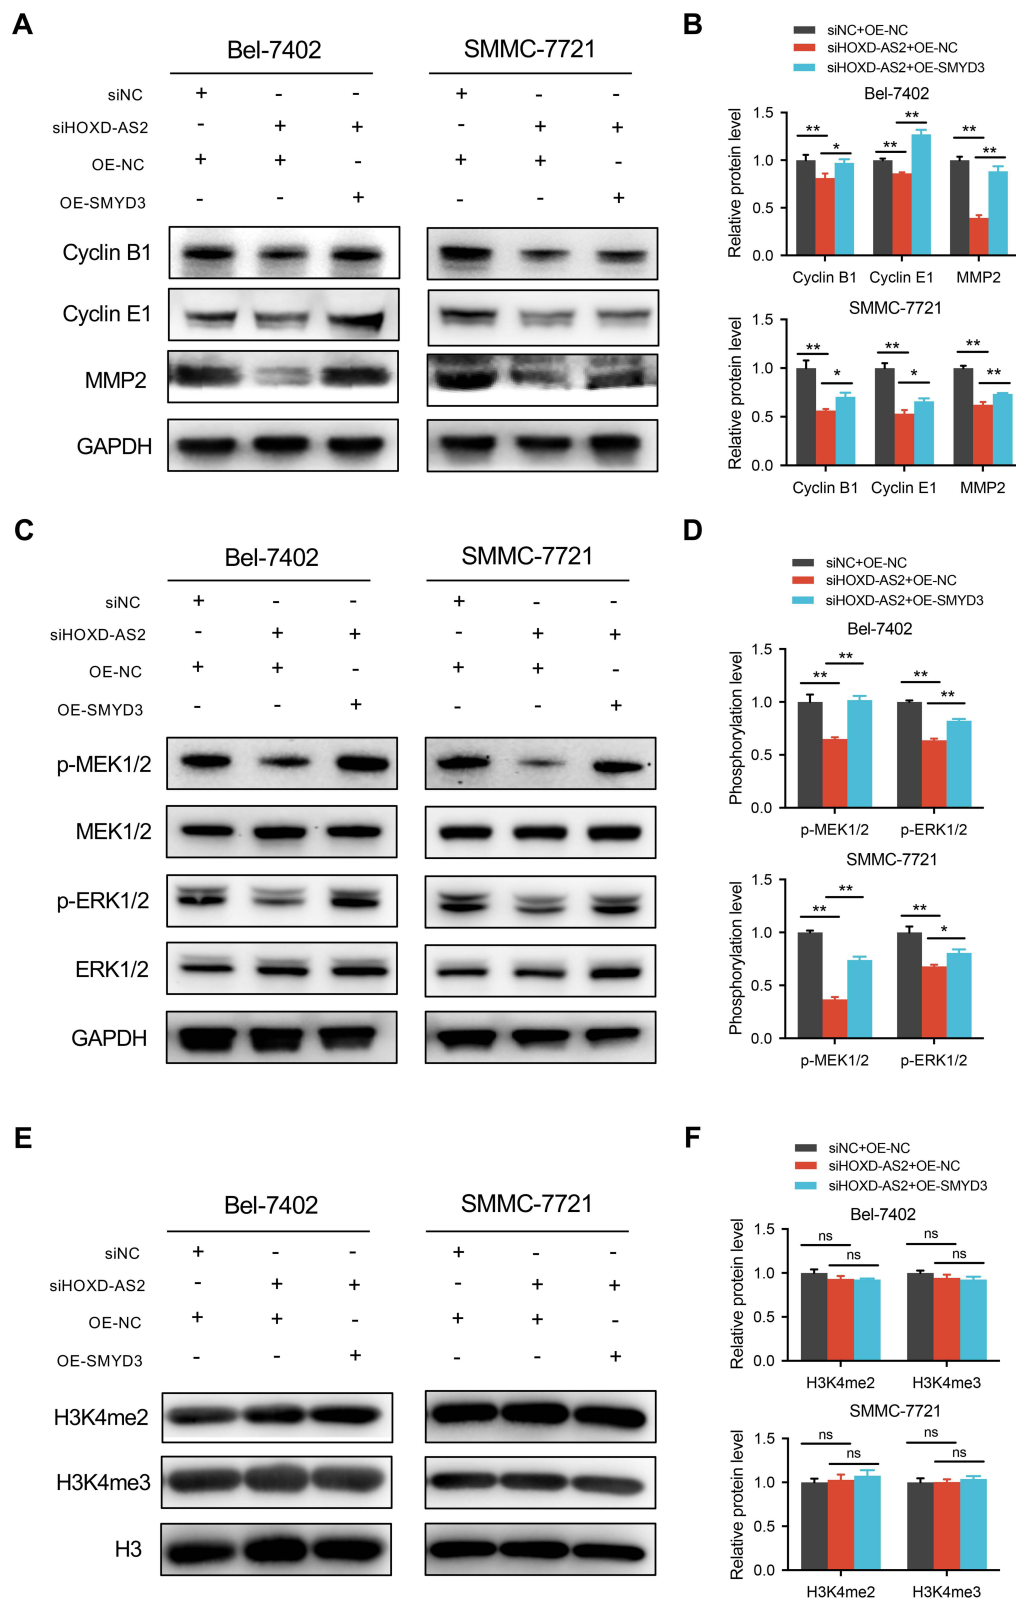 A
Bel-7402 SMMC-7721
siNC + - - + - -
siHOXD-AS2 - + + - + +
OE-NC + + - + + -
OE-SMYD3 - - + - - +
Cyclin B1
Cyclin E1
MMP2
GAPDH
B
siNC+OE-NC
siHOXD-AS2+OE-NC
siHOXD-AS2+OE-SMYD3
Bel-7402
Relative protein level
1.5
1.0
0.5
0.0
** * ** ** ** **
Cyclin B1 Cyclin E1 MMP2
SMMC-7721
Relative protein level
1.5
1.0
0.5
0.0
** * ** * ** **
Cyclin B1 Cyclin E1 MMP2
C
Bel-7402 SMMC-7721
siNC + - - + - -
siHOXD-AS2 - + + - + +
OE-NC + + - + + -
OE-SMYD3 - - + - - +
p-MEK1/2
MEK1/2
p-ERK1/2
ERK1/2
GAPDH
D
siNC+OE-NC
siHOXD-AS2+OE-NC
siHOXD-AS2+OE-SMYD3
Bel-7402
Phosphorylation level
1.5
1.0
0.5
0.0
** ** ** **
p-MEK1/2 p-ERK1/2
SMMC-7721
Phosphorylation level
1.5
1.0
0.5
0.0
** ** ** *
p-MEK1/2 p-ERK1/2
E
Bel-7402 SMMC-7721
siNC + - - + - -
siHOXD-AS2 - + + - + +
OE-NC + + - + + -
OE-SMYD3 - - + - - +
H3K4me2
H3K4me3
H3
F
siNC+OE-NC
siHOXD-AS2+OE-NC
siHOXD-AS2+OE-SMYD3
Bel-7402
Relative protein level
1.5
1.0
0.5
0.0
ns ns ns ns
H3K4me2 H3K4me3
SMMC-7721
Relative protein level
1.5
1.0
0.5
0.0
ns ns ns ns
H3K4me2 H3K4me3